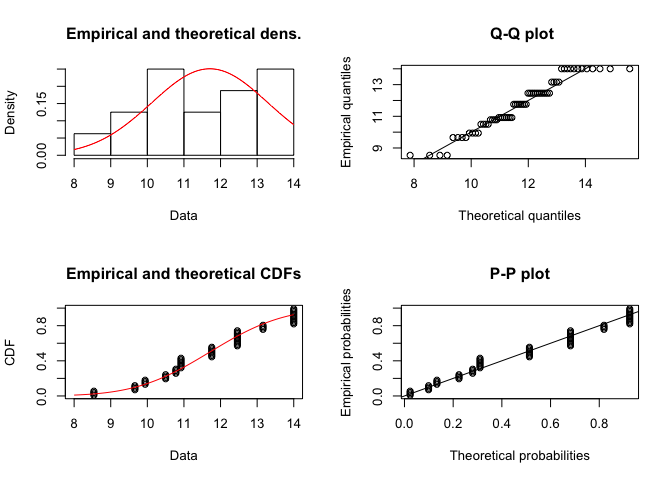 Empirical and theoretical dens.
Density
0.00
0.15
8
9
10
11
12
13
14
Data
Q-Q plot
Empirical quantiles
9
11
13
8
10
12
14
Theoretical quantiles
Empirical and theoretical CDFs
CDF
0.0
0.4
0.8
8
9
10
11
12
13
14
Data
P-P plot
Empirical probabilities
0.0
0.4
0.8
0.0
0.2
0.4
0.6
0.8
Theoretical probabilities